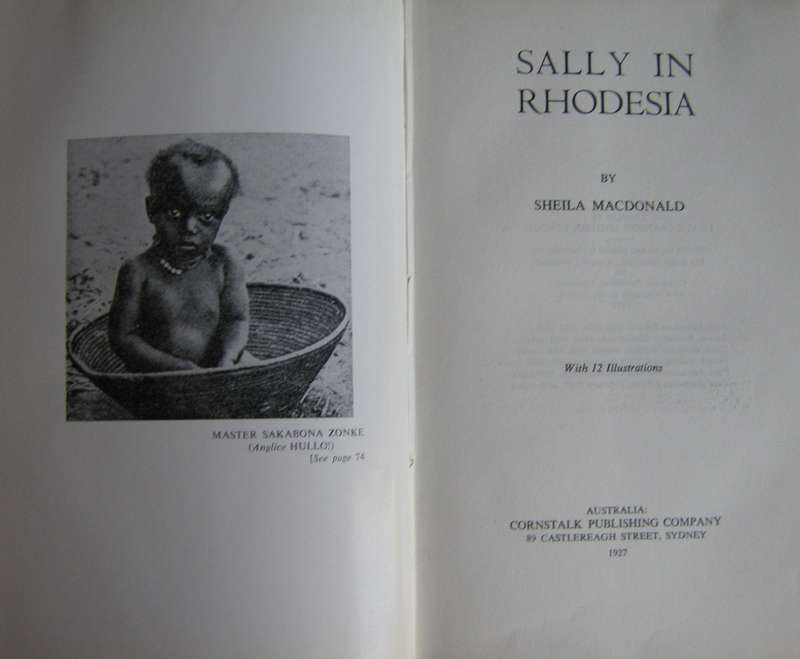 MASTER SAKABONA ZONKE
(Anglice HULLO!)
[See page 74
SALLY IN
RHODESIA
BY
SHEILA MACDONALD
With 12 Illustrations
AUSTRALIA:
CORNSTALK PUBLISHING COMPANY
89 CASTLEREAGH STREET, SYDNEY
1927